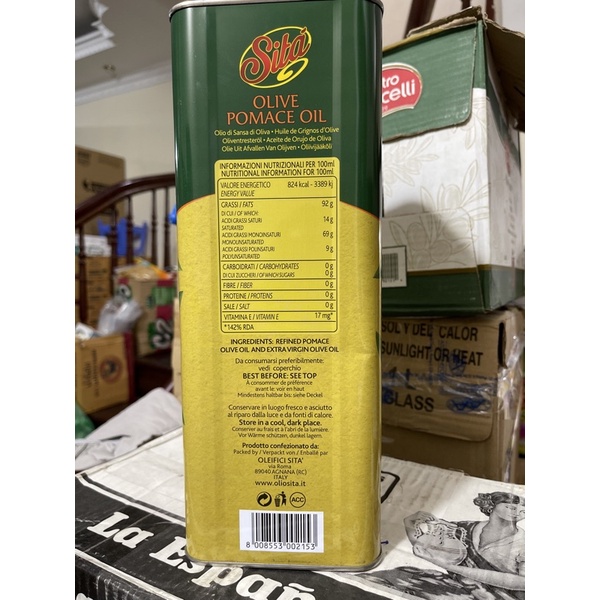 Sità
OLIVE
POMACE OIL
Olio di Sansa di Oliva • Huile de Grignos d'Olive
Oliventresteröl • Aceite de Orujo de Oliva
Olie Uit Afvallen Van Olijven • Oliivijääköli
INFORMAZIONI NUTRIZIONALI PER 100ml
NUTRITIONAL INFORMATION FOR 100ml
VALORE ENERGETICO 824 kcal - 3389 kj
ENERGY VALUE
GRASSI / FATS 92 g
DI CUI / OF WHICH
ACIDI GRASSI SATURI 14 g
SATURATED
ACIDI GRASSI MONOINSATURI 69 g
MONOUNSATURATED
ACIDI GRASSI POLINSATURI 9 g
POLYUNSATURATED
CARBOIDRATI / CARBOHYDRATES 0 g
DI CUI ZUCCHERI / OF WHICH SUGARS 0 g
FIBRE / FIBER 0 g
PROTEINE / PROTEINS 0 g
SALE / SALT 0 g
VITAMINA E / VITAMIN E 17 mg*
*142% RDA
INGREDIENTS: REFINED POMACE
OLIVE OIL AND EXTRA VIRGIN OLIVE OIL
Da consumarsi preferibilmente:
vedi coperchio
BEST BEFORE: SEE TOP
A consommer de préférence
avant le: voir en haut
Mindestens haltbar bis: siehe Deckel
Conservare in luogo fresco e asciutto
al riparo dalla luce e da fonti di calore.
Store in a cool, dark place.
Conserver au frais et à l'abri de la lumière.
Vor Wärme schützen, dunkel lagern.
Prodotto confezionato da:
Packed by / Verpackt von / Emballé par
OLEIFICI SITA'
via Roma
89040 AGNANA (RC)
ITALY
www.oliosita.it
ACC
8 008553 002153
tro
celli
SOL Y DEL CALOR
SUNLIGHT OR HEAT
GLASS
La Españ